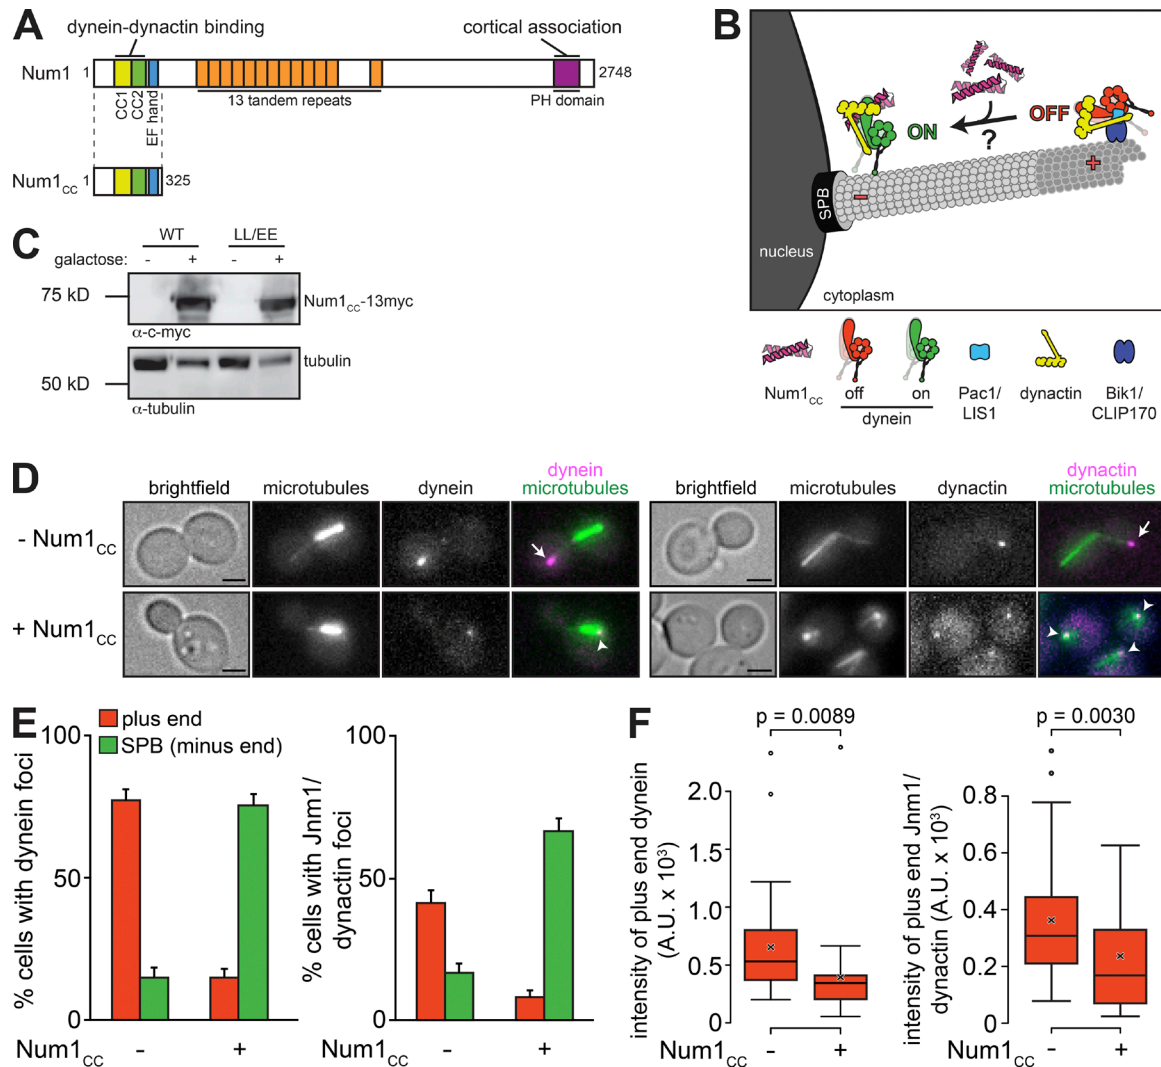 A
dynein-dynactin binding
cortical association
Num1
1
2748
CC1
CC2
EF hand
13 tandem repeats
PH domain
Num1CC
1
325
B
ON
OFF
?
SPB
−
+
nucleus
cytoplasm
Num1CC
off
on
dynein
Pac1/
LIS1
dynactin
Bik1/
CLIP170
C
WT
LL/EE
galactose:
- + - +
75 kD
Num1CC-13myc
α-c-myc
tubulin
50 kD
α-tubulin
D
dynein
dynactin
brightfield microtubules dynein microtubules
brightfield microtubules dynactin microtubules
- Num1CC
+ Num1CC
E
plus end
SPB (minus end)
% cells with dynein foci
100
50
0
Num1CC - +
% cells with Jnm1/
dynactin foci
100
50
0
Num1CC - +
F
p = 0.0089
intensity of plus end dynein
(A.U. x 10³)
2.0
1.5
1.0
0.5
0
Num1CC - +
p = 0.0030
intensity of plus end Jnm1/
dynactin (A.U. x 10³)
0.8
0.6
0.4
0.2
0
Num1CC - +